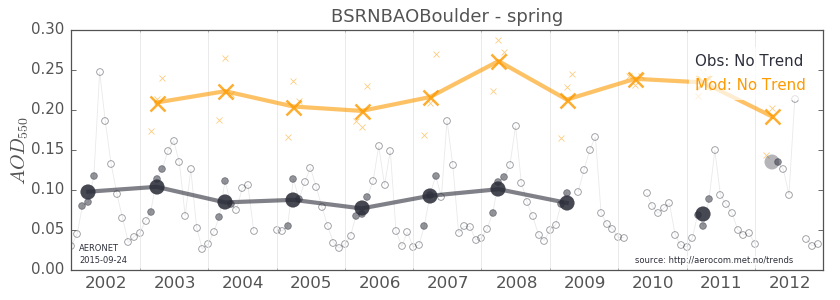 BSRNBAOBoulder - spring
0.30
0.25
0.20
0.15
0.10
0.05
0.00
AOD550
Obs: No Trend
Mod: No Trend
AERONET
2015-09-24
source: http://aerocom.met.no/trends
2002 2003 2004 2005 2006 2007 2008 2009 2010 2011 2012